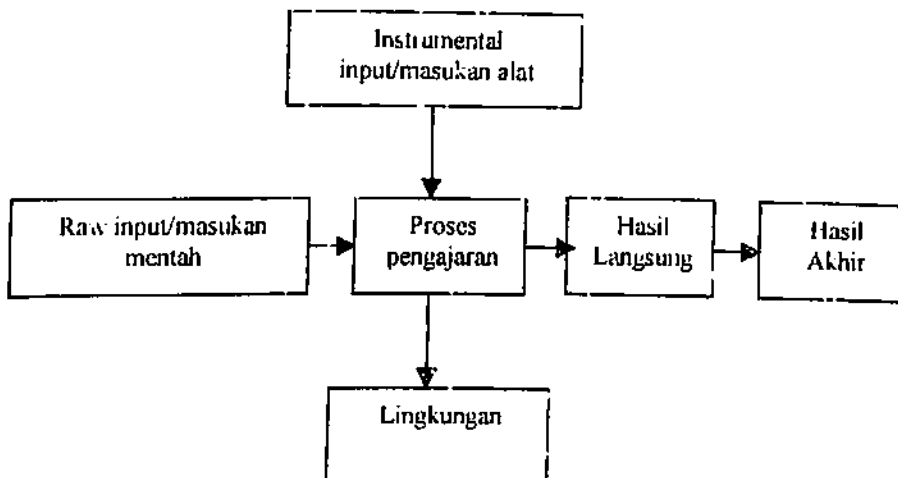 Instrumental
input/masukan alat
Raw input/masukan
mentah
Proses
pengajaran
Hasil
Langsung
Hasil
Akhir
Lingkungan